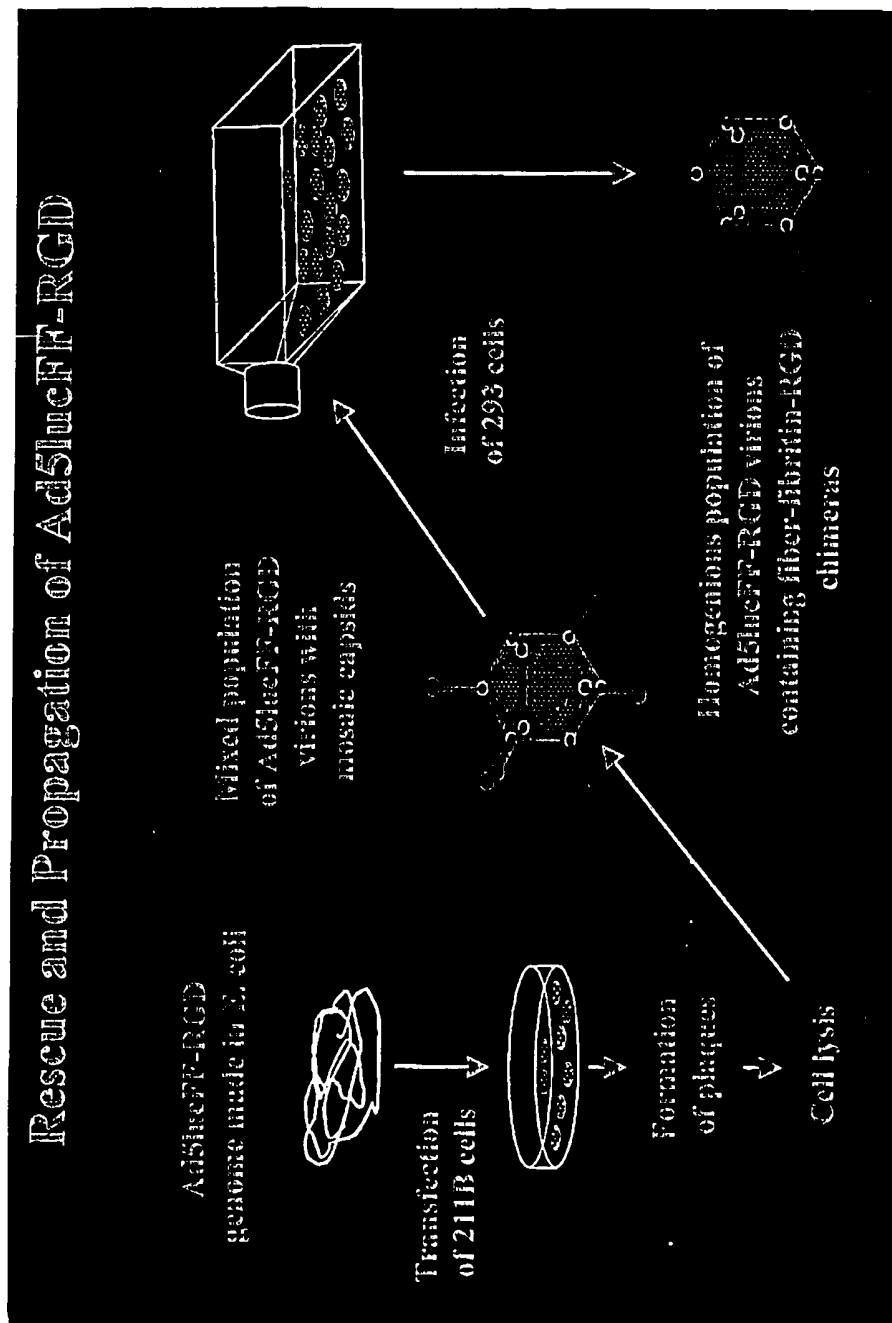 Rescue and Propagation of Ad5lucFF-RGD
Ad5lucFF-RGD
genome made in E. coli
Transfection
of 211B cells
Formation
of plaques
Cell lysis
Mixed population
of Ad5lucFF-RGD
virions with
mosaic capsids
Infection
of 293 cells
Homogenious population of
Ad5lucFF-RGD virions
containing fiber-fibritin-RGD
chimeras